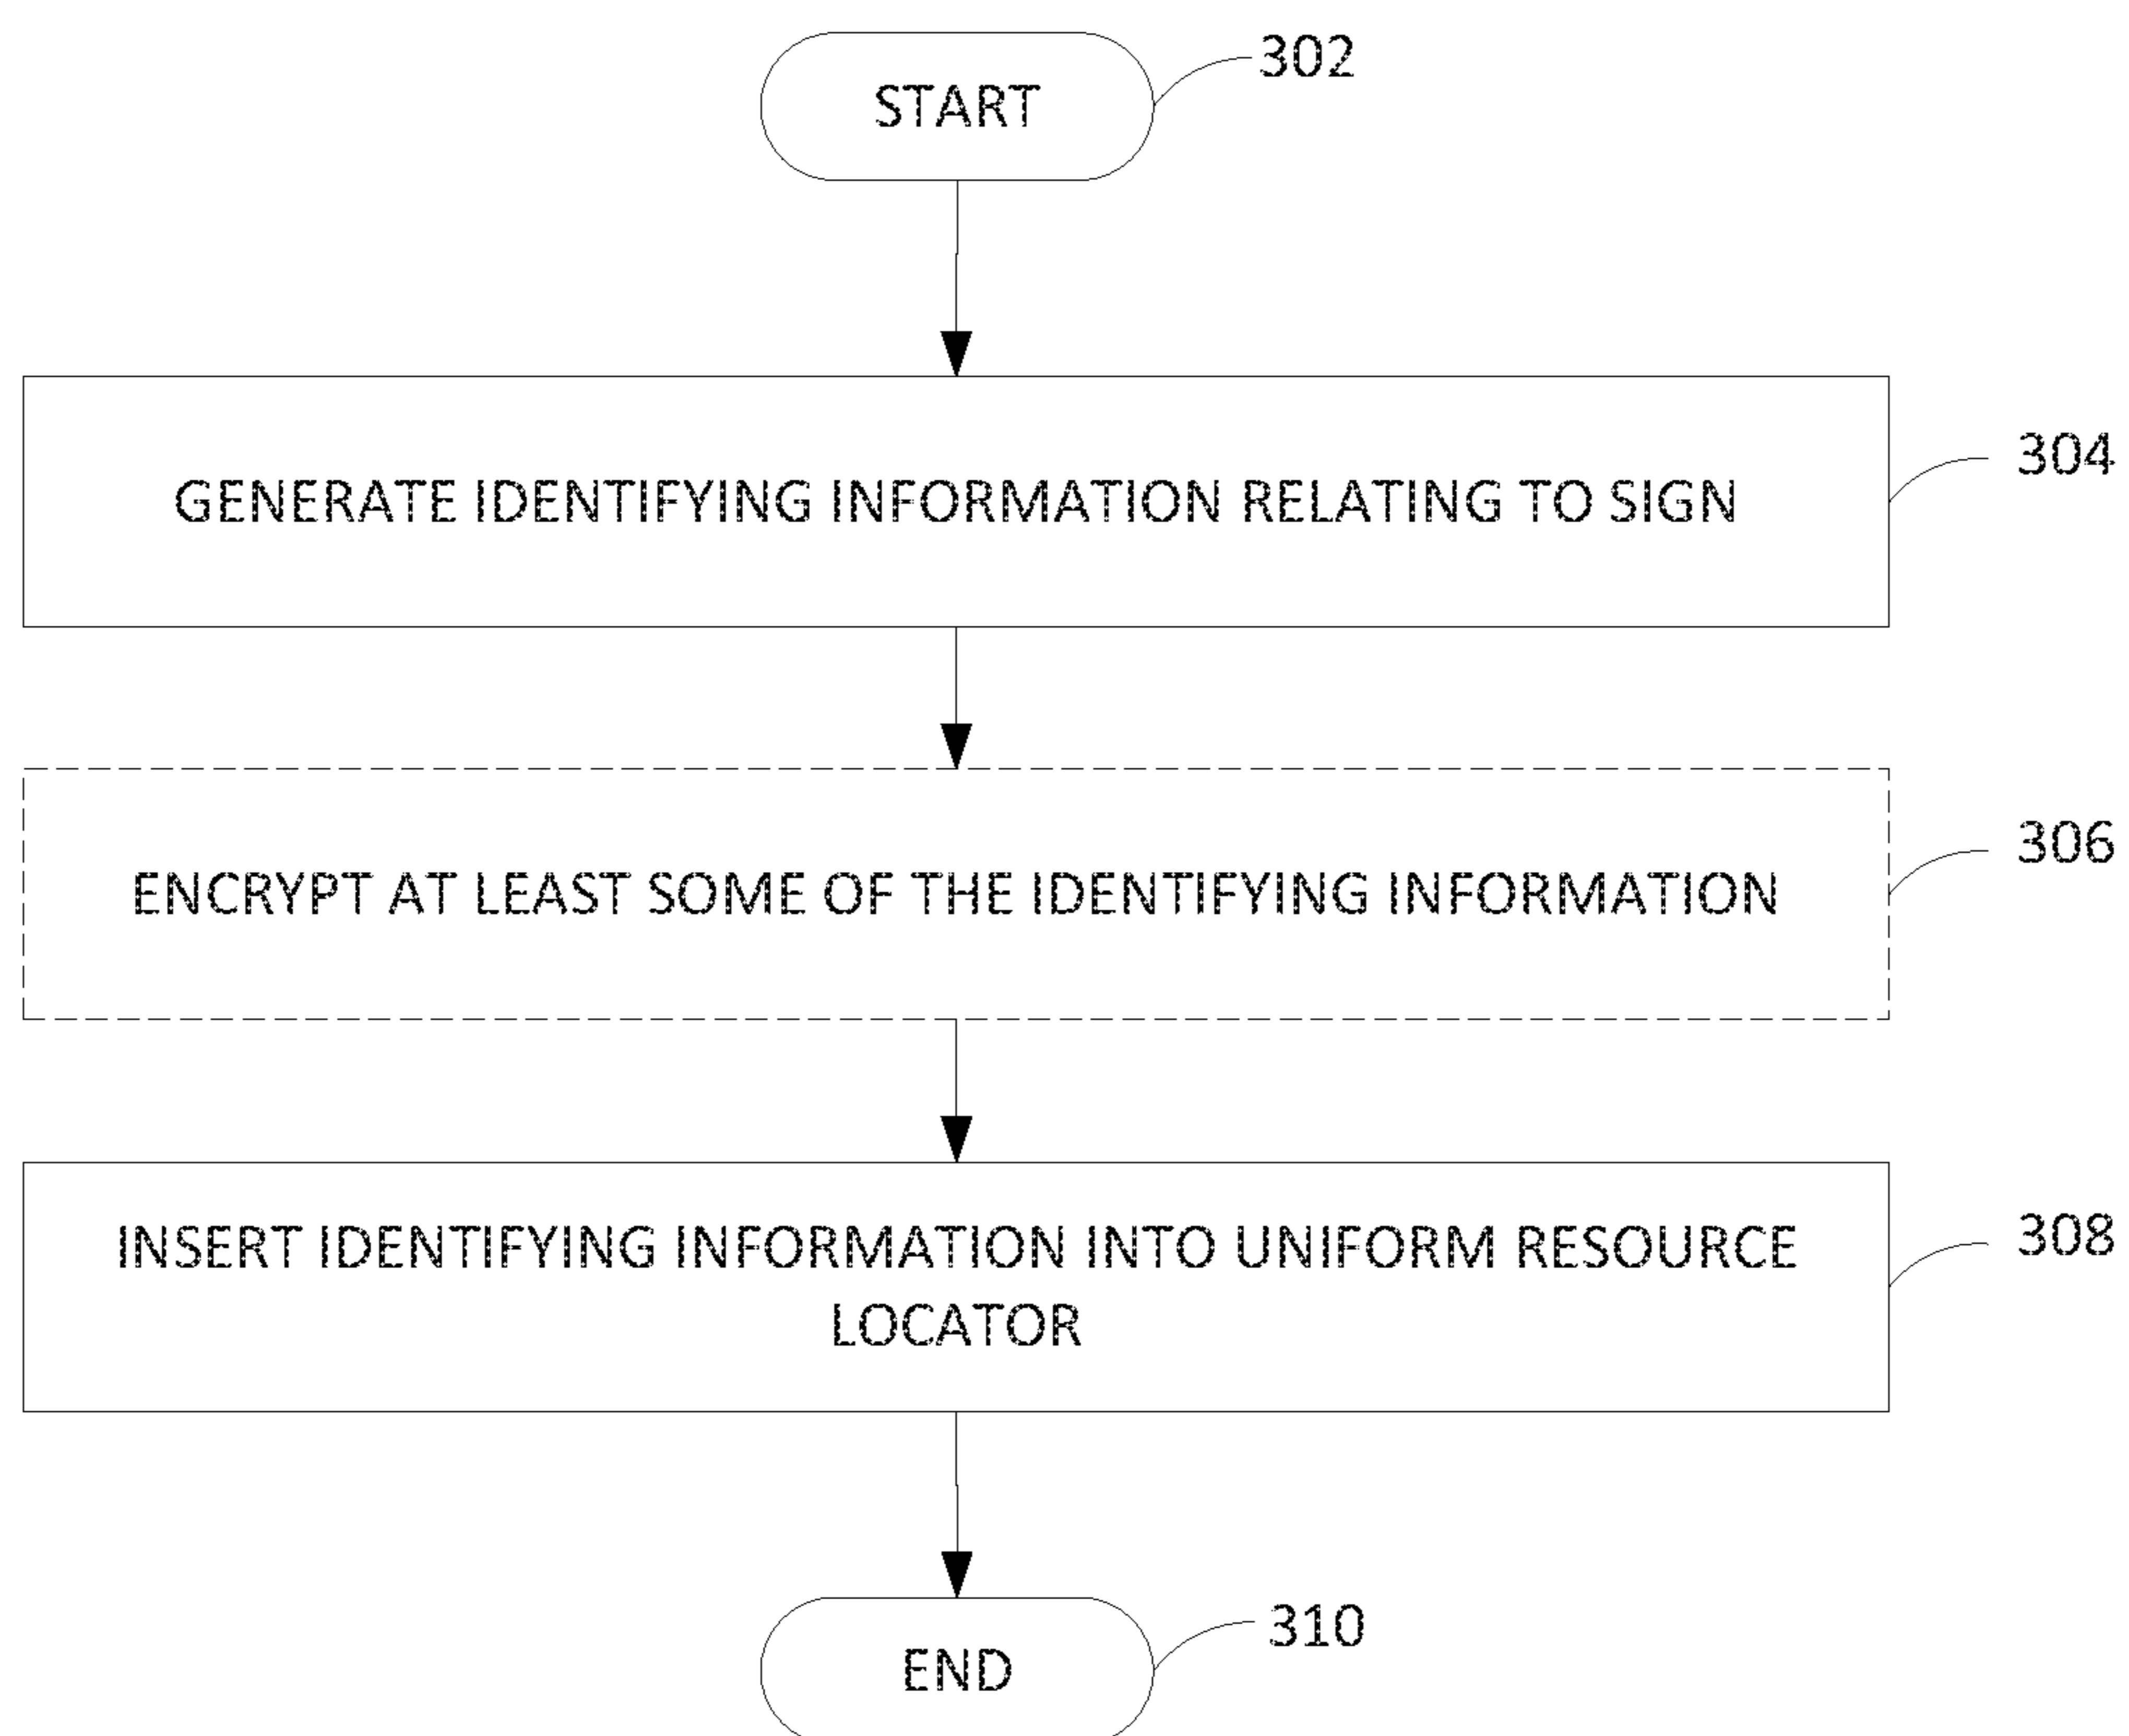 START
302
GENERATE IDENTIFYING INFORMATION RELATING TO SIGN
304
ENCRYPT AT LEAST SOME OF THE IDENTIFYING INFORMATION
306
INSERT IDENTIFYING INFORMATION INTO UNIFORM RESOURCE
LOCATOR
308
END
310